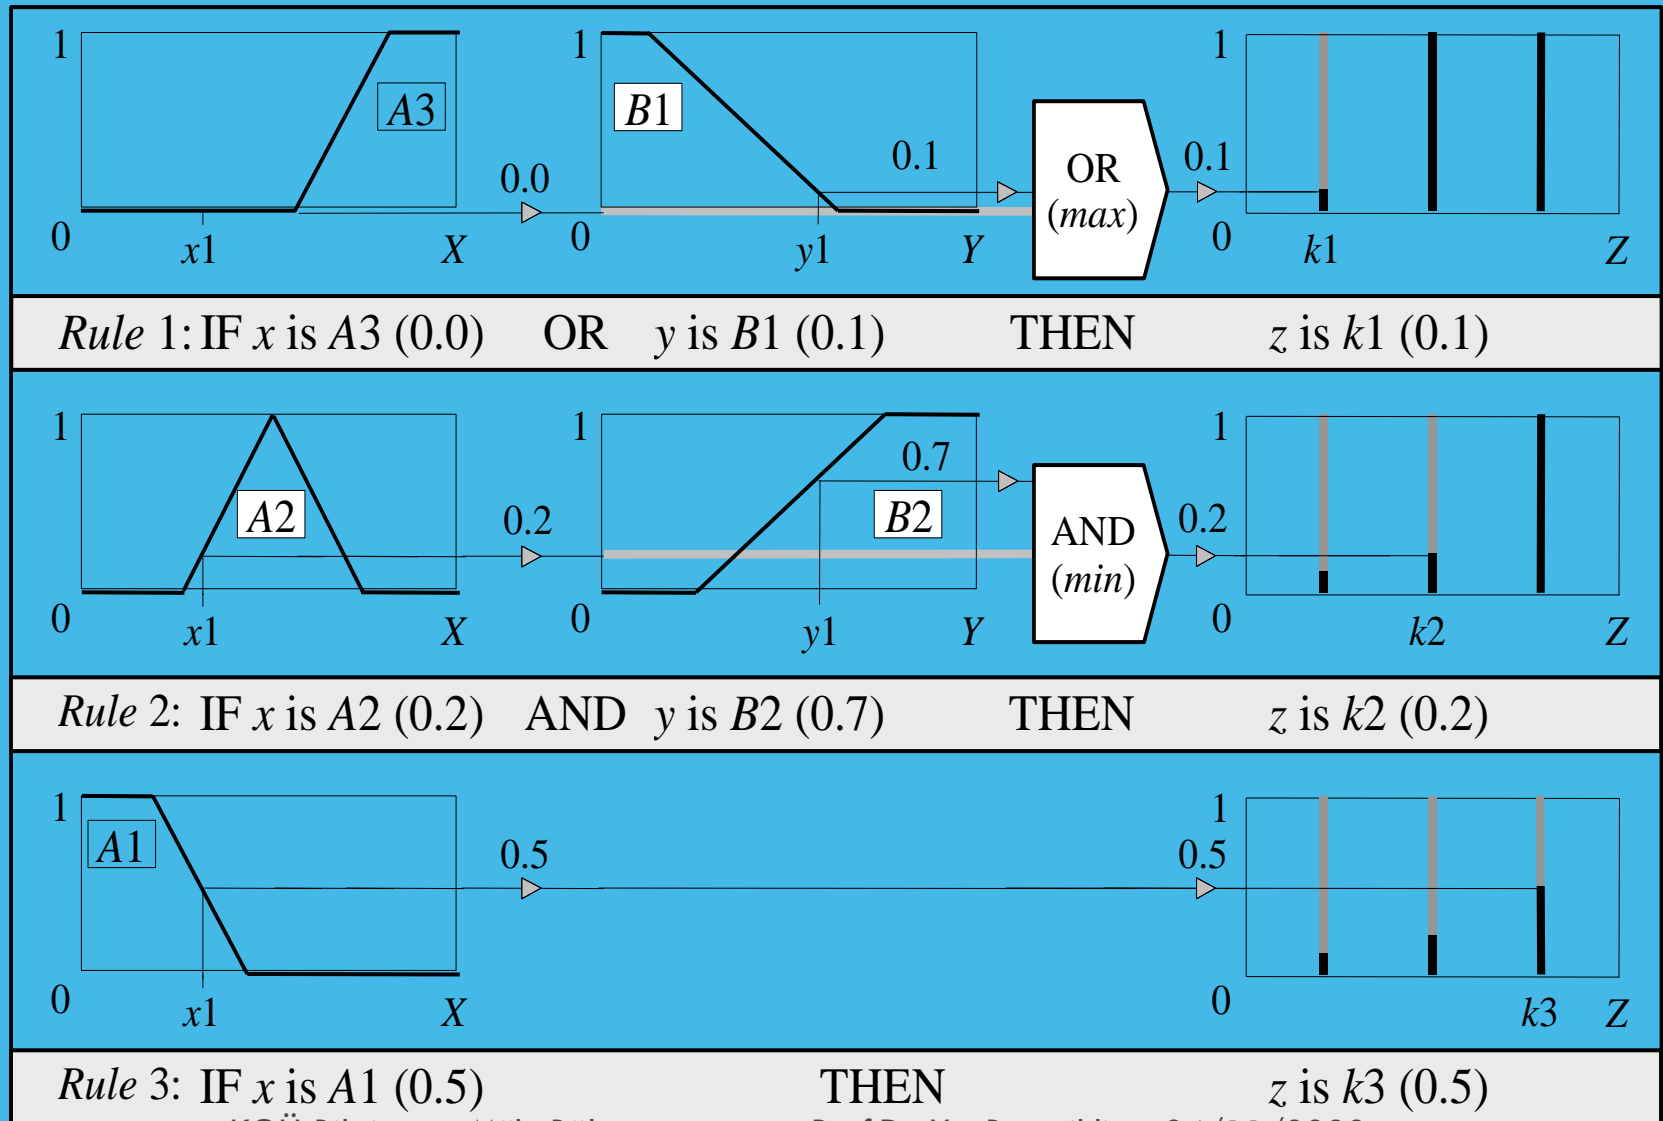 1
A3
0.0
0
x1
X
1
B1
0.1
0
y1
Y
OR
(max)
0.1
1
0
k1
Z
Rule 1: IF x is A3 (0.0) OR y is B1 (0.1) THEN z is k1 (0.1)
1
A2
0.2
0
x1
X
1
0.7
B2
0
y1
Y
AND
(min)
0.2
1
0
k2
Z
Rule 2: IF x is A2 (0.2) AND y is B2 (0.7) THEN z is k2 (0.2)
1
A1
0.5
0
x1
X
1
0.5
0
k3
Z
Rule 3: IF x is A1 (0.5) THEN z is k3 (0.5)